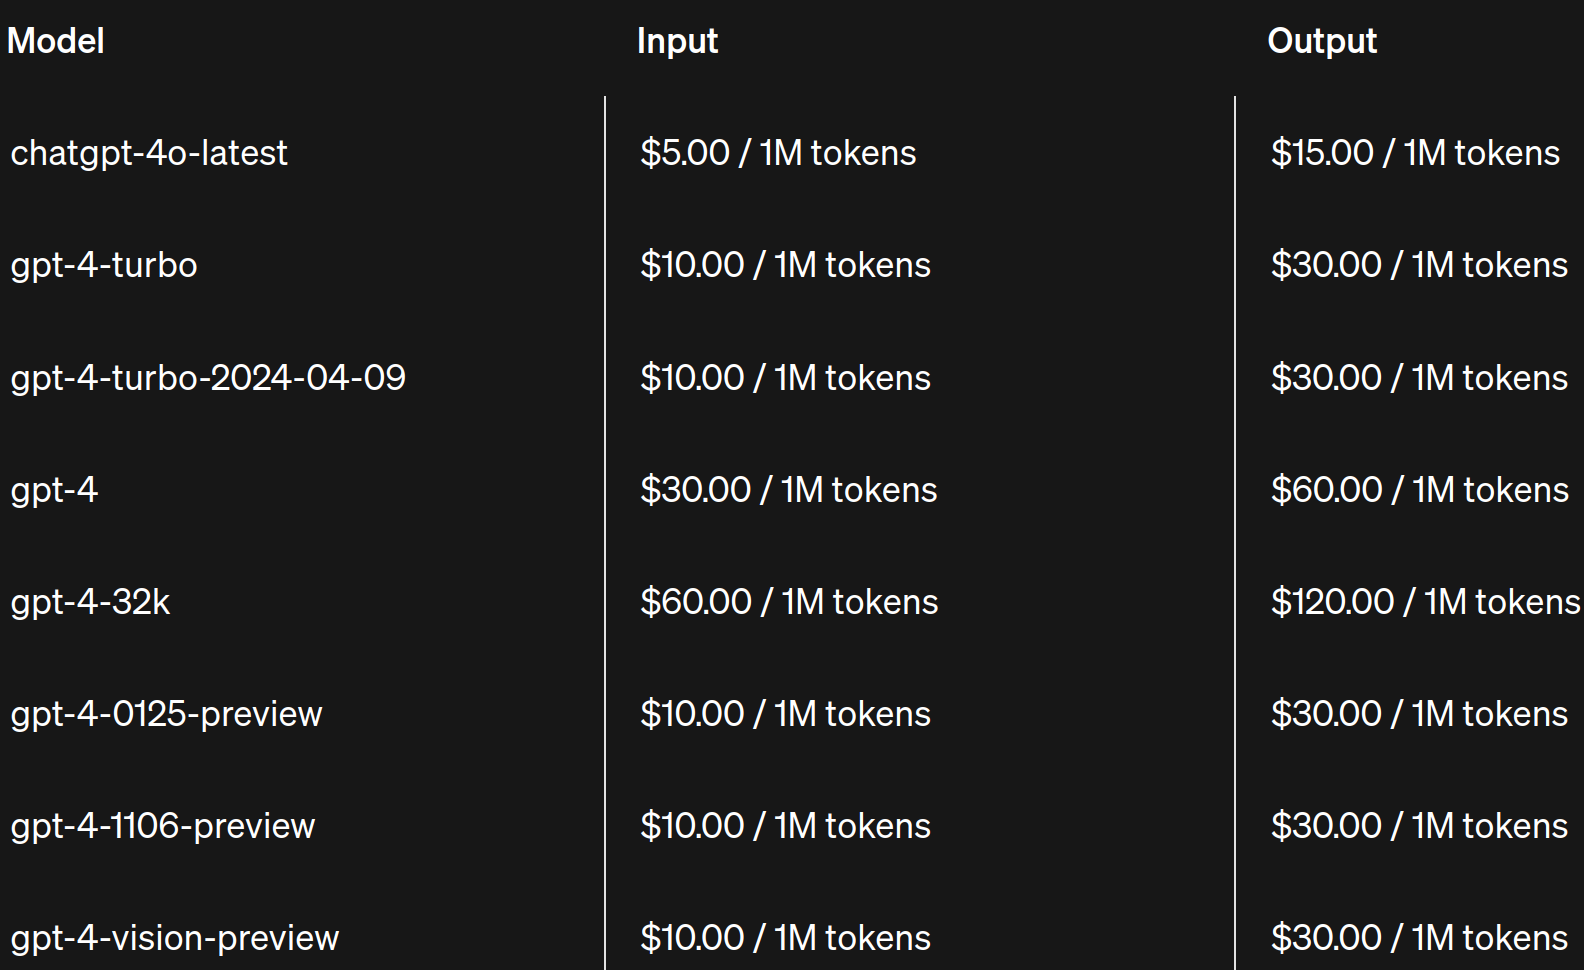 Model Input Output
chatgpt-4o-latest $5.00 / 1M tokens $15.00 / 1M tokens
gpt-4-turbo $10.00 / 1M tokens $30.00 / 1M tokens
gpt-4-turbo-2024-04-09 $10.00 / 1M tokens $30.00 / 1M tokens
gpt-4 $30.00 / 1M tokens $60.00 / 1M tokens
gpt-4-32k $60.00 / 1M tokens $120.00 / 1M tokens
gpt-4-0125-preview $10.00 / 1M tokens $30.00 / 1M tokens
gpt-4-1106-preview $10.00 / 1M tokens $30.00 / 1M tokens
gpt-4-vision-preview $10.00 / 1M tokens $30.00 / 1M tokens